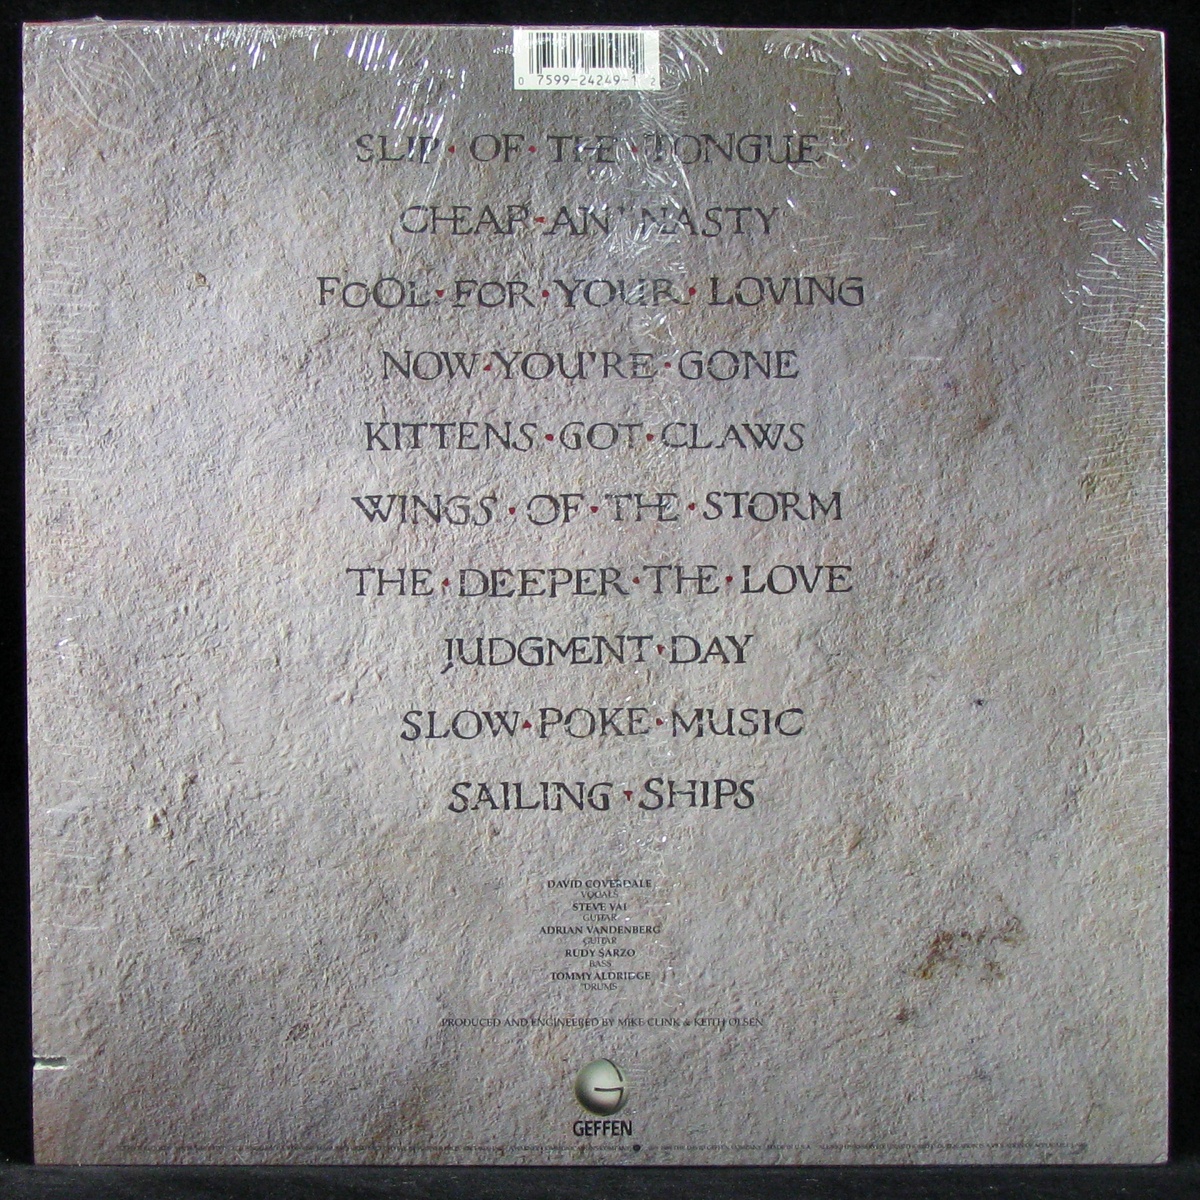 0 7599-24249-1 2
SLIP·OF·THE·TONGUE
CHEAP·AN'·NASTY
FOOL·FOR·YOUR·LOVING
NOW·YOU'RE·GONE
KITTENS·GOT·CLAWS
WINGS·OF·THE·STORM
THE·DEEPER·THE·LOVE
JUDGMENT·DAY
SLOW·POKE·MUSIC
SAILING·SHIPS
DAVID COVERDALE
VOCALS
STEVE VAI
GUITAR
ADRIAN VANDENBERG
GUITAR
RUDY SARZO
BASS
TOMMY ALDRIDGE
DRUMS
PRODUCED AND ENGINEERED BY MIKE CLINK & KEITH OLSEN
G
GEFFEN